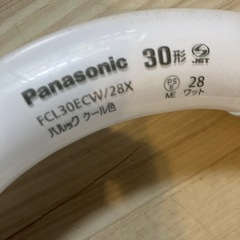 Panasonic 30形 JET
FCL30ECW/28X PS E 28
パルック クール色 ME ワット